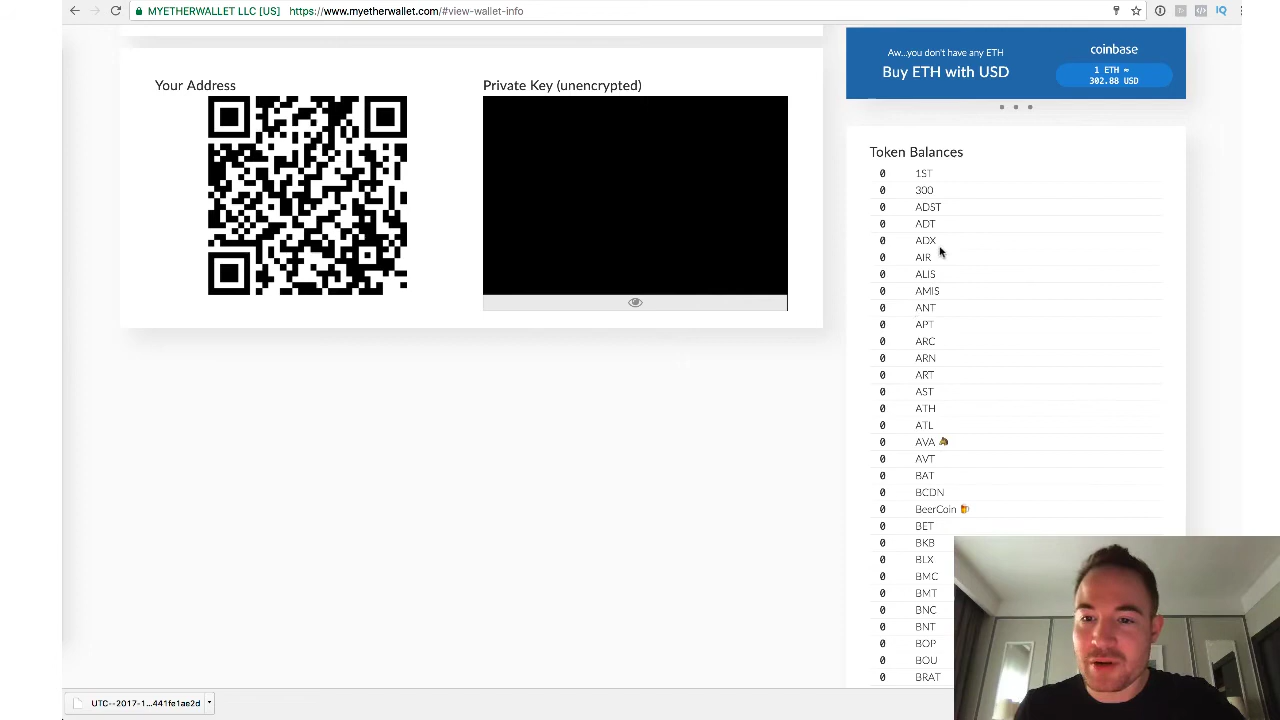 MYETHERWALLET LLC [US]
https://www.myetherwallet.com/#view-wallet-info
IQ
Your Address
Private Key (unencrypted)
Aw...you don't have any ETH
Buy ETH with USD
coinbase
1 ETH ≈
302.88 USD
Token Balances
0 1ST
0 300
0 ADST
0 ADT
0 ADX
0 AIR
0 ALIS
0 AMIS
0 ANT
0 APT
0 ARC
0 ARN
0 ART
0 AST
0 ATH
0 ATL
0 AVA
0 AVT
0 BAT
0 BCDN
0 BeerCoin
0 BET
0 BKB
0 BLX
0 BMC
0 BMT
0 BNC
0 BNT
0 BOP
0 BOU
0 BRAT
UTC--2017-1...441fe1ae2d